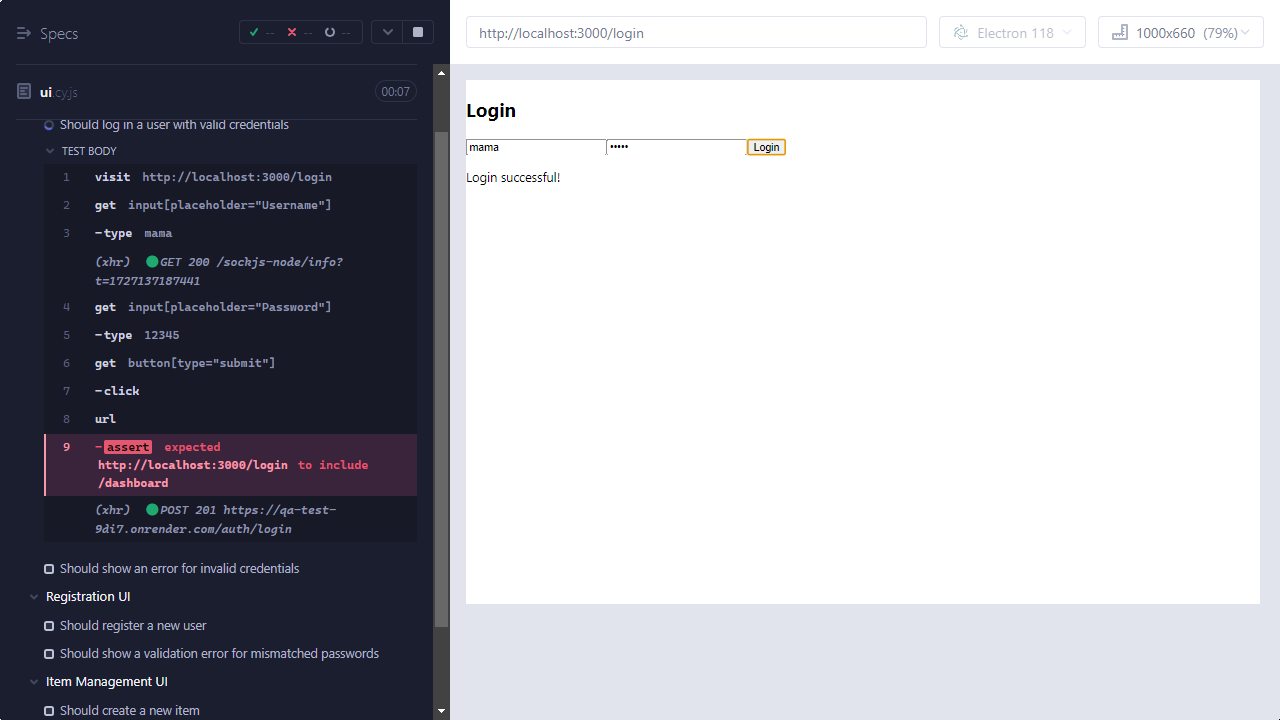 Specs
-- -- --
ui.cy.js
00:07
Should log in a user with valid credentials
TEST BODY
1 visit http://localhost:3000/login
2 get input[placeholder="Username"]
3 -type mama
(xhr) GET 200 /sockjs-node/info?
t=1727137187441
4 get input[placeholder="Password"]
5 -type 12345
6 get button[type="submit"]
7 -click
8 url
9 -assert expected
http://localhost:3000/login to include
/dashboard
(xhr) POST 201 https://qa-test-
9di7.onrender.com/auth/login
Should show an error for invalid credentials
Registration UI
Should register a new user
Should show a validation error for mismatched passwords
Item Management UI
Should create a new item
http://localhost:3000/login
Electron 118
1000x660 (79%)
Login
mama ••••• Login
Login successful!